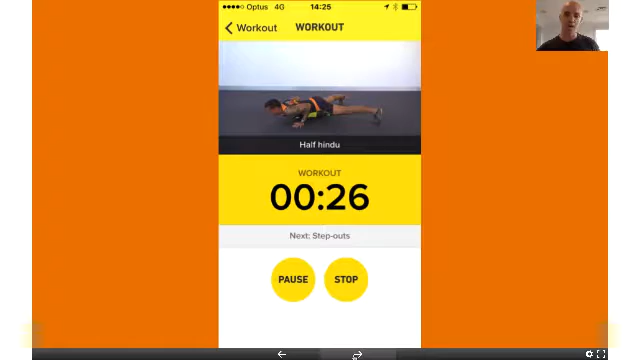 Optus 4G 14:25
Workout WORKOUT
Half hindu
WORKOUT
00:26
Next: Step-outs
PAUSE STOP